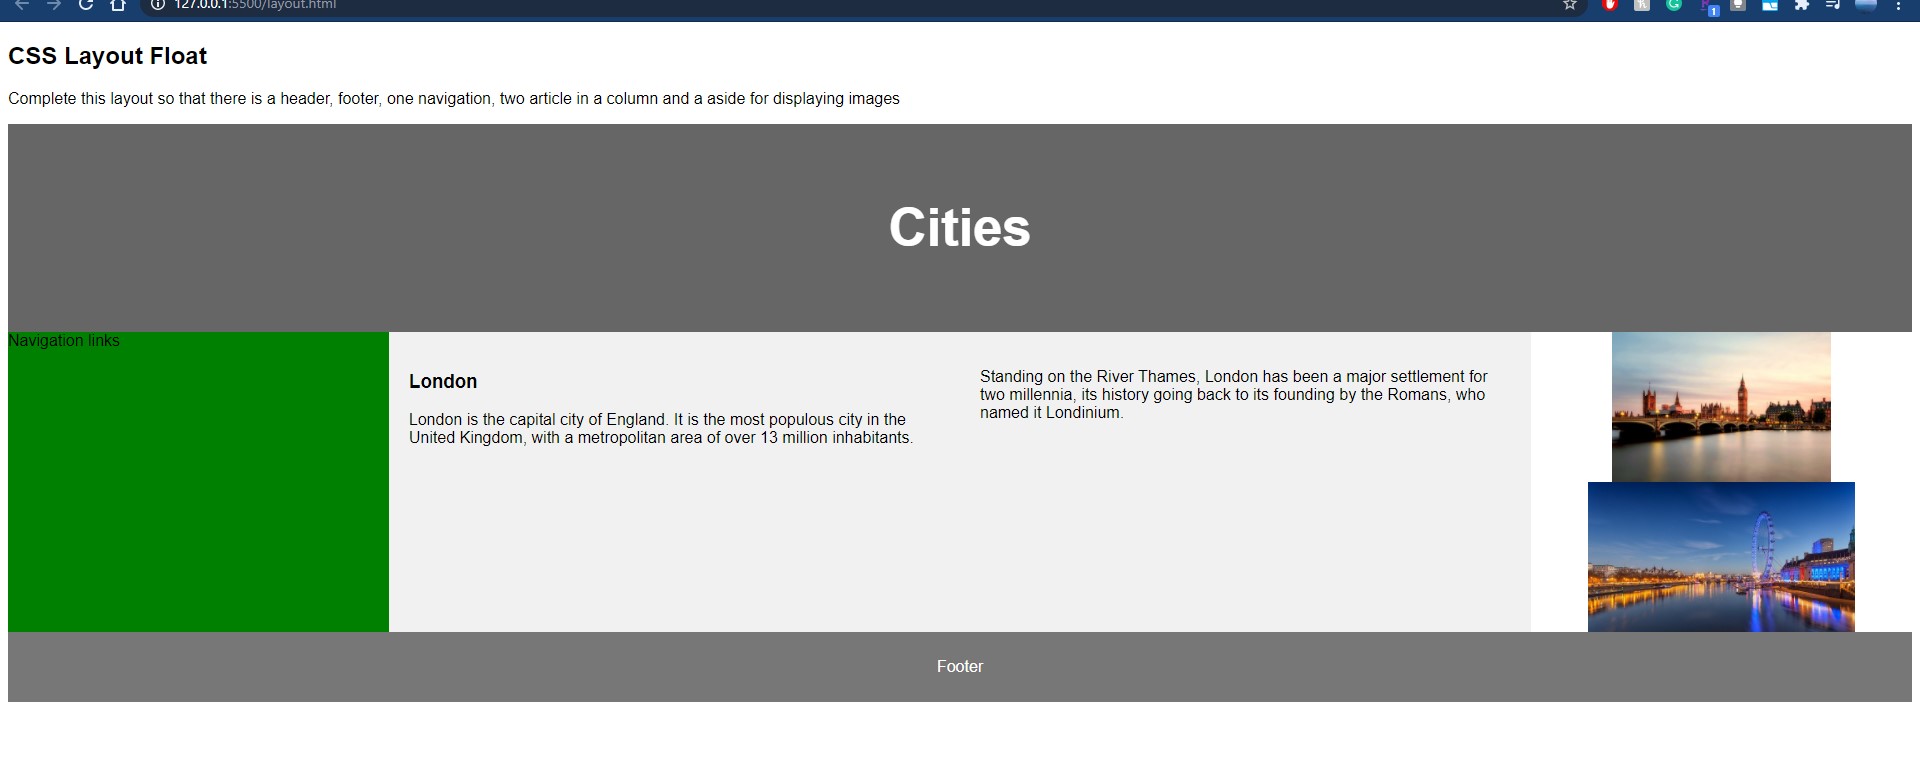 127.0.0.1:5500/layout.html
1
CSS Layout Float
Complete this layout so that there is a header, footer, one navigation, two article in a column and a aside for displaying images
Cities
Navigation links
London
London is the capital city of England. It is the most populous city in the
United Kingdom, with a metropolitan area of over 13 million inhabitants.
Standing on the River Thames, London has been a major settlement for
two millennia, its history going back to its founding by the Romans, who
named it Londinium.
Footer